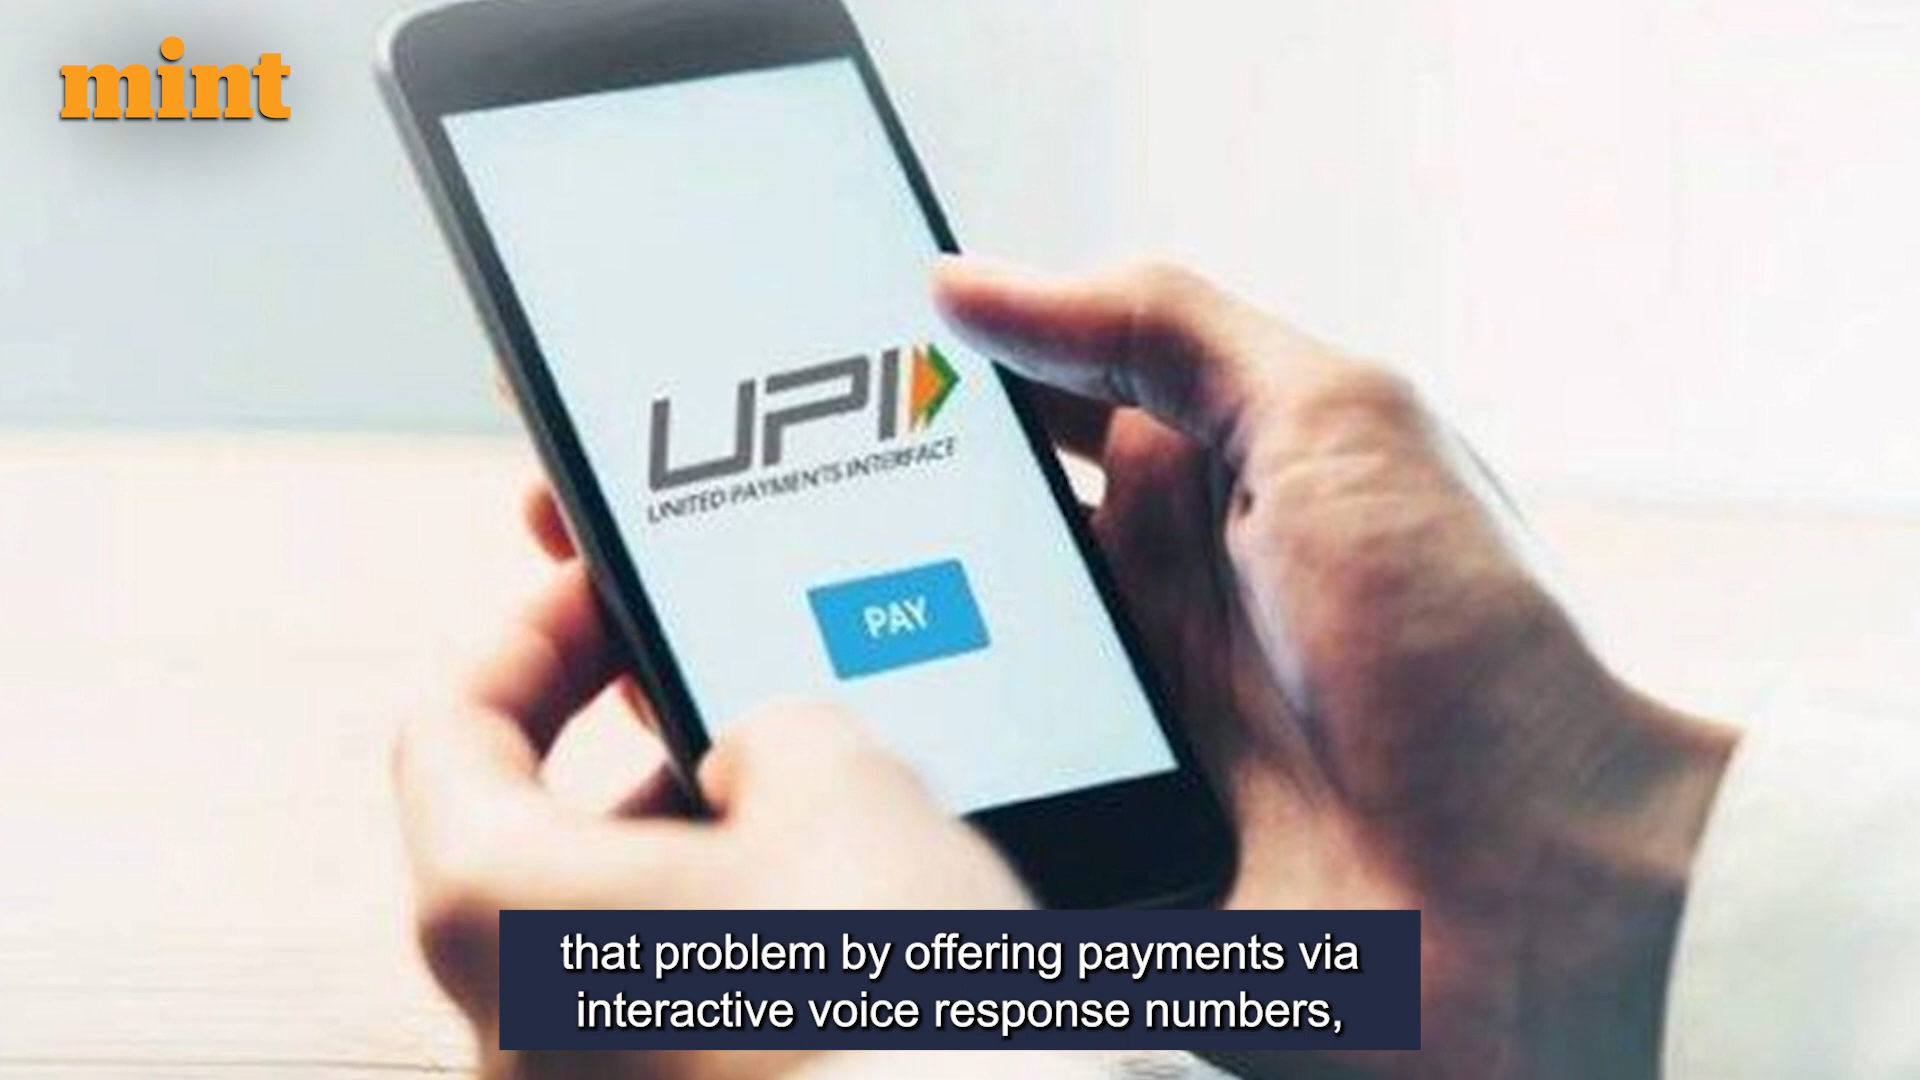 mint
UPI
UNITED PAYMENTS INTERFACE
PAY
that problem by offering payments via
interactive voice response numbers,